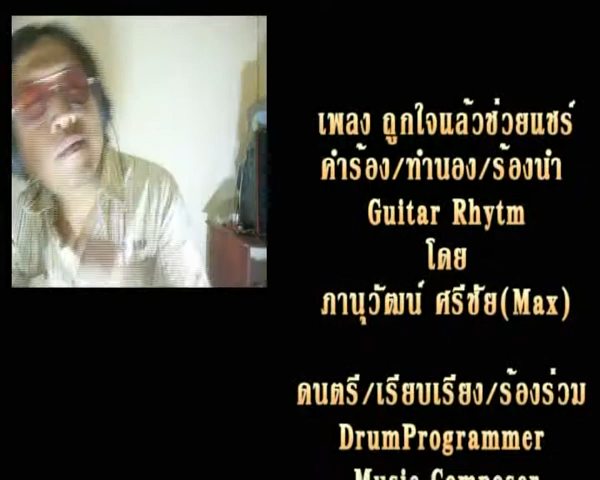 เพลง ถูกใจแล้วช่วยแชร์
คำร้อง/ทำนอง/ร้องนำ
Guitar Rhytm
โดย
ภานุวัฒน์ ศรีชัย(Max)
ดนตรี/เรียบเรียง/ร้องร่วม
DrumProgrammer
Music Composer